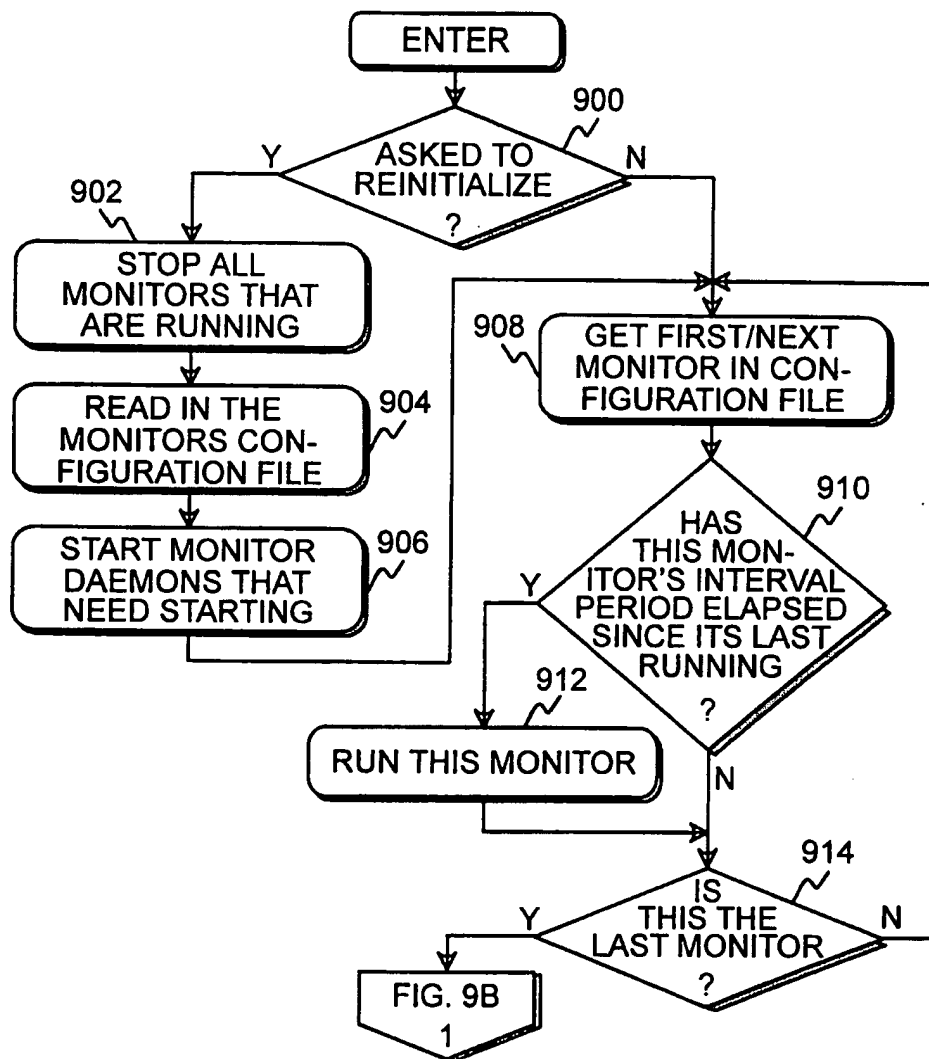 ENTER
900
ASKED TO
REINITIALIZE
?
Y
N
902
STOP ALL
MONITORS THAT
ARE RUNNING
904
READ IN THE
MONITORS CON-
FIGURATION FILE
906
START MONITOR
DAEMONS THAT
NEED STARTING
908
GET FIRST/NEXT
MONITOR IN CON-
FIGURATION FILE
910
HAS
THIS MON-
ITOR'S INTERVAL
PERIOD ELAPSED
SINCE ITS LAST
RUNNING
?
Y
N
912
RUN THIS MONITOR
914
IS
THIS THE
LAST MONITOR
?
Y
N
FIG. 9B
1